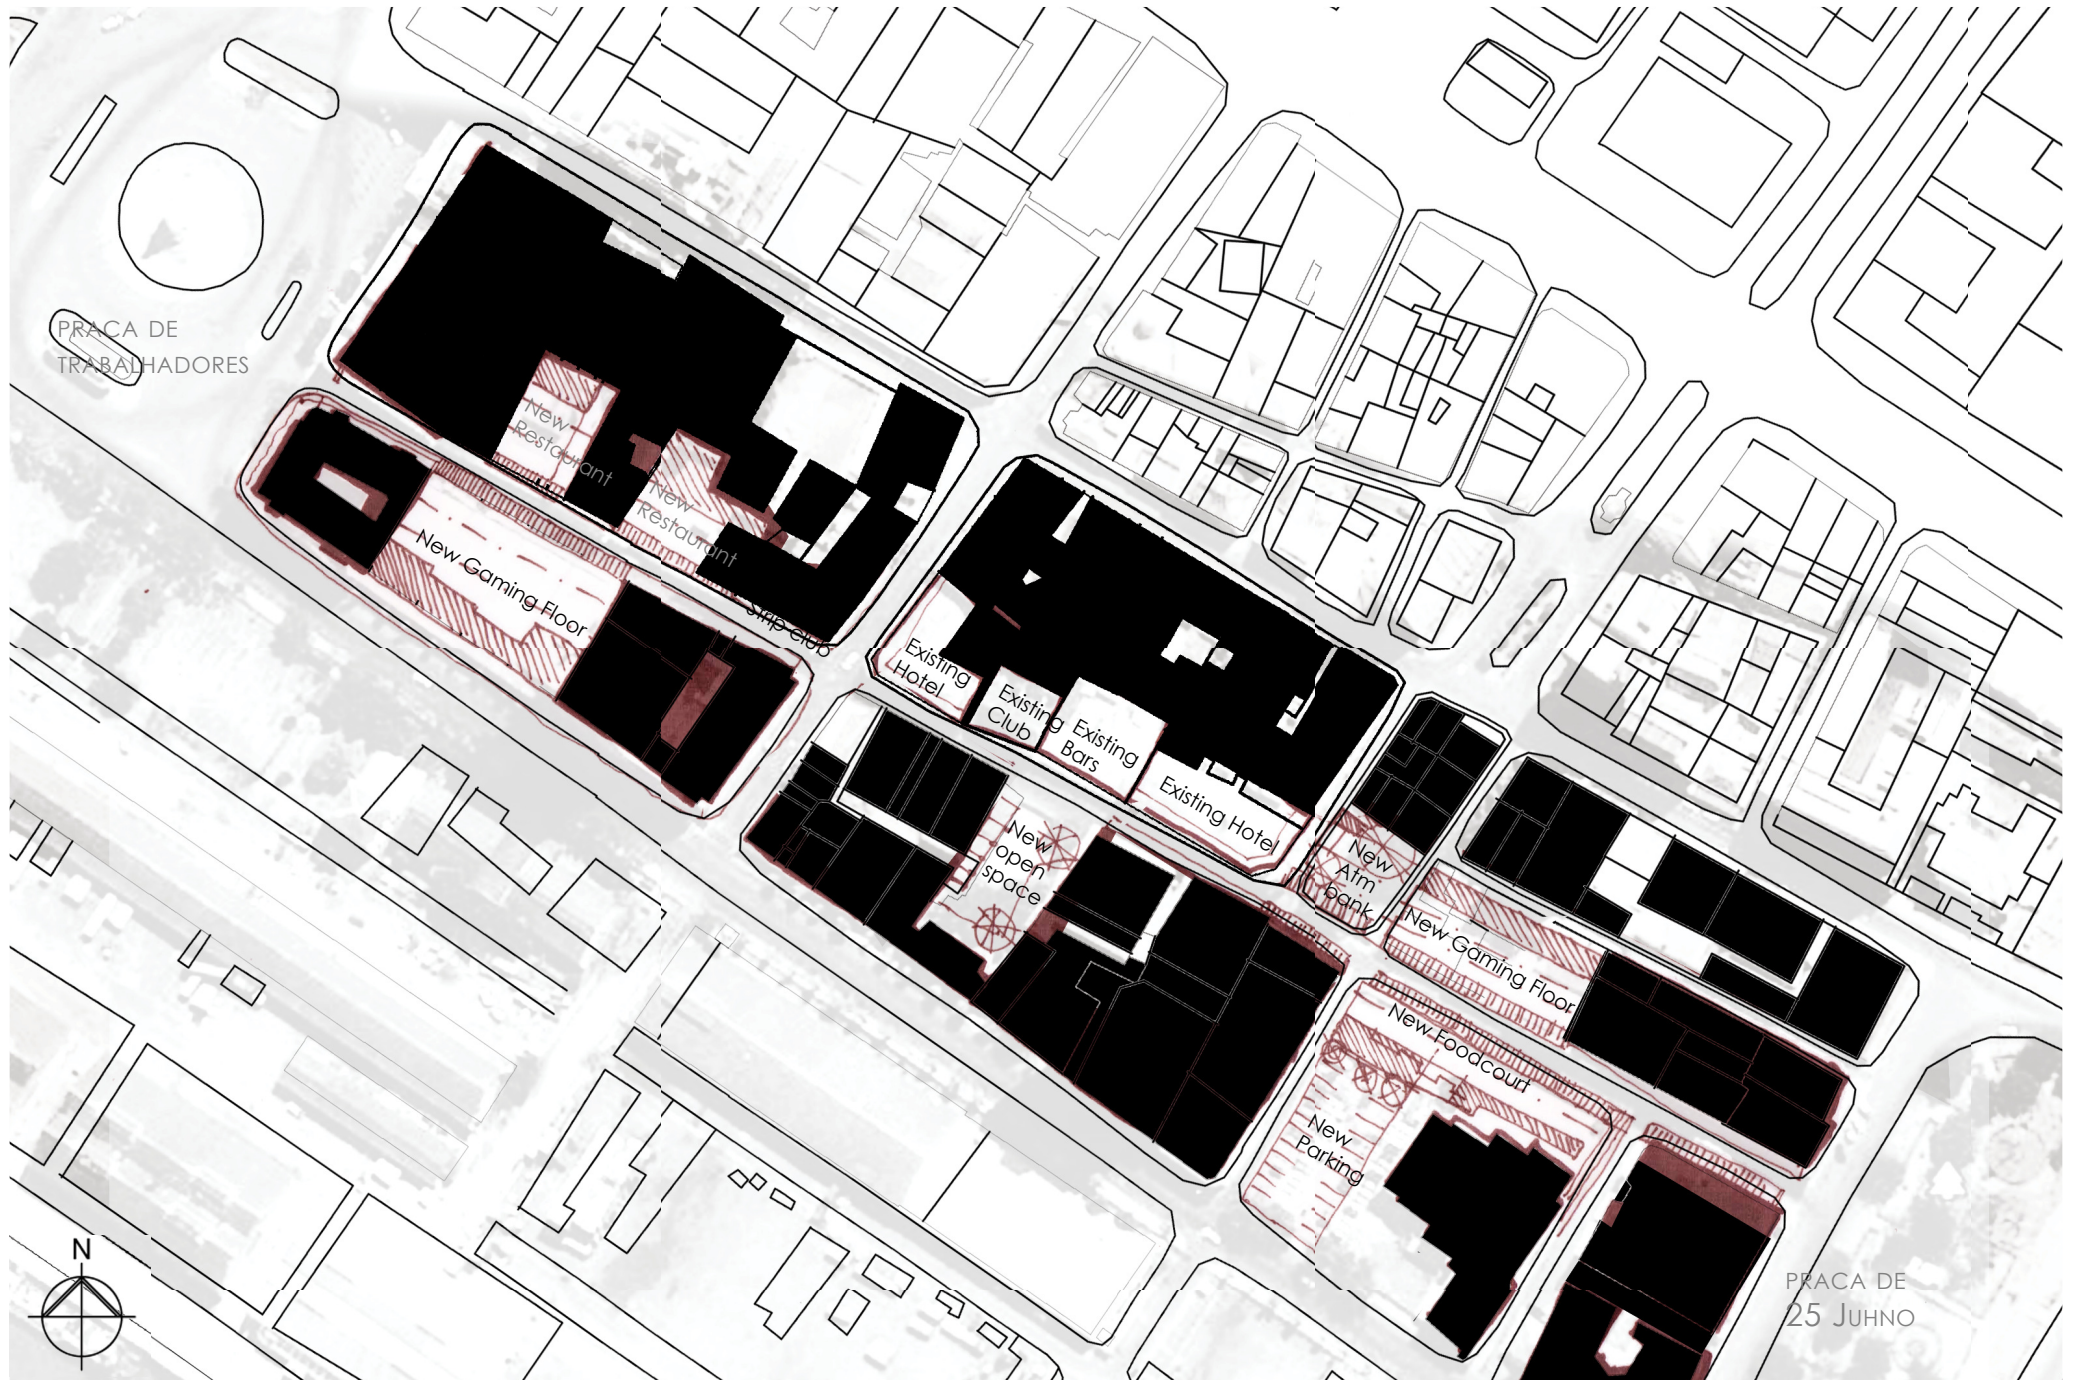 PRACA DE
TRABALHADORES
New
Restaurant
New
Restaurant
New Gaming Floor
Strip Club
Existing
Hotel
Existing
Club
Existing
Bars
Existing Hotel
New
open
space
New
Atm
bank
New Gaming Floor
New Foodcourt
New
Parking
N
PRACA DE
25 JUHNO